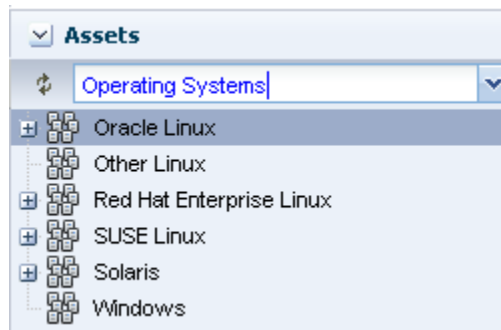 Assets
Operating Systems
Oracle Linux
Other Linux
Red Hat Enterprise Linux
SUSE Linux
Solaris
Windows